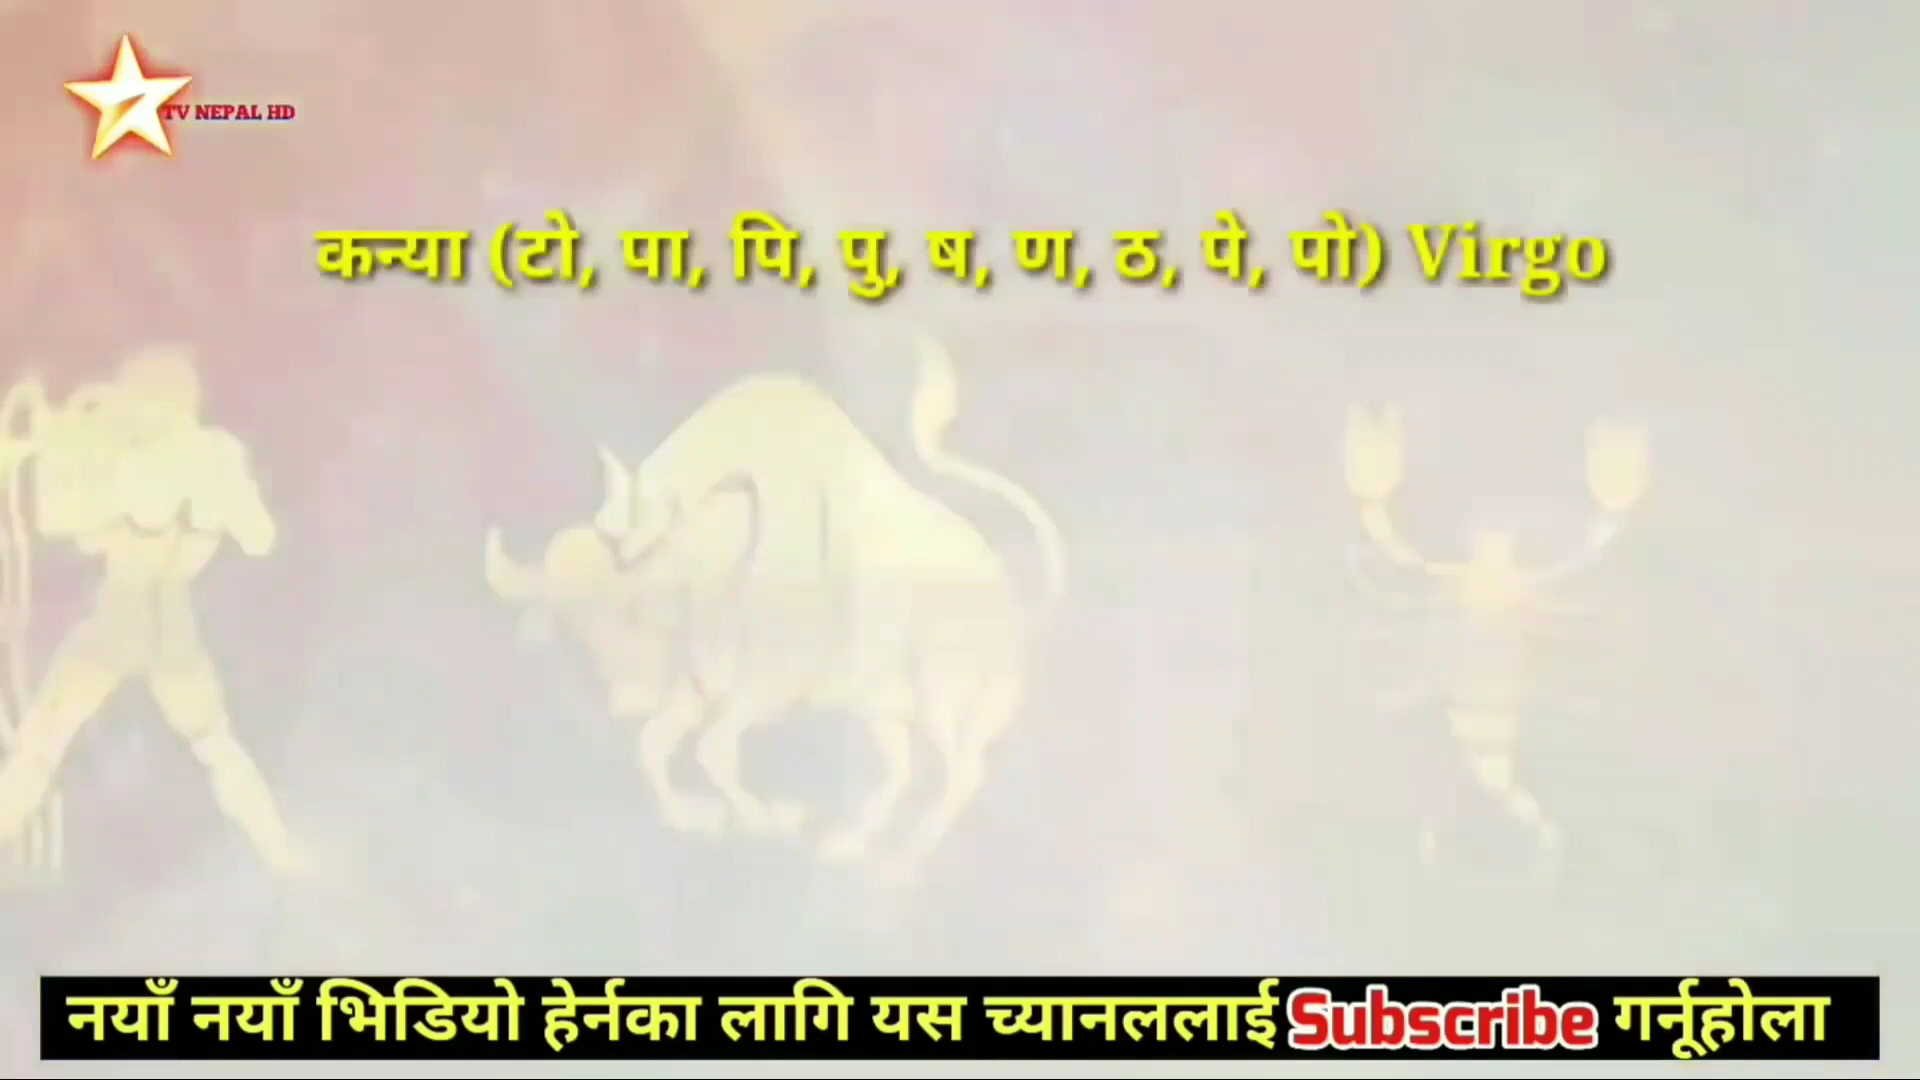 TV NEPAL HD
कन्या (टो, पा, पि, पु, ष, ण, ठ, पे, पो) Virgo
नयाँ नयाँ भिडियो हेर्नका लागि यस च्यानललाई Subscribe गर्नूहोला